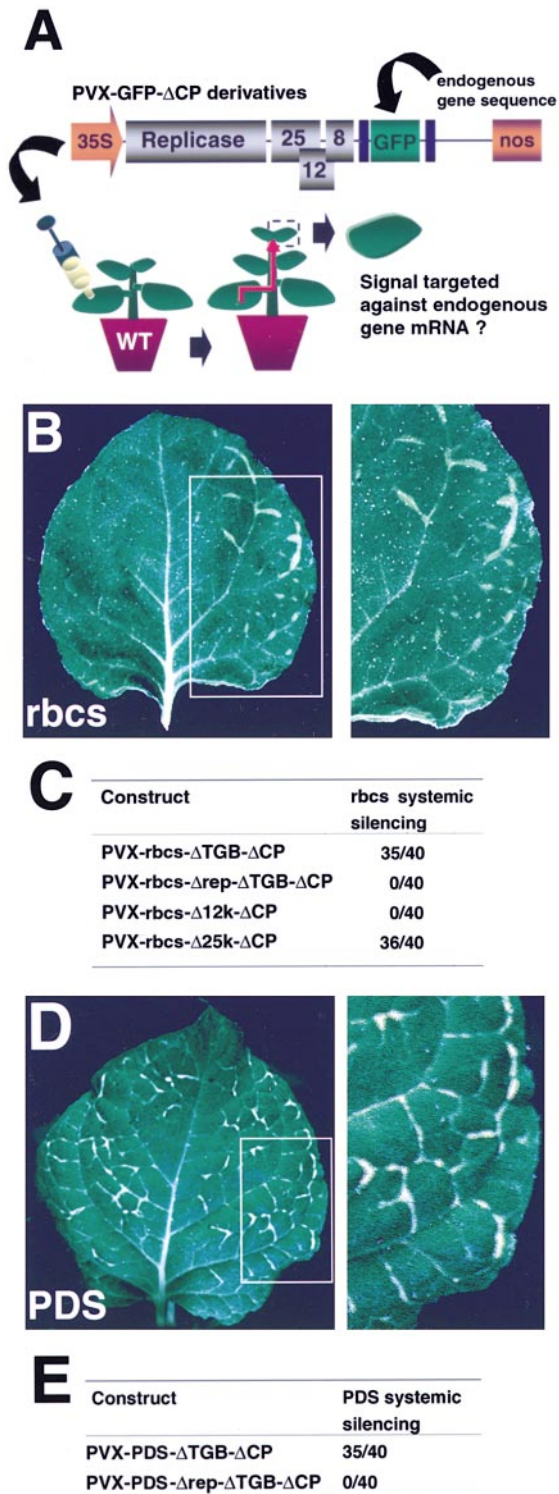 A
PVX-GFP-ΔCP derivatives
endogenous
gene sequence
35S
Replicase
25
8
GFP
nos
12
WT
Signal targeted
against endogenous
gene mRNA ?
B
rbcs
C
Construct rbcs systemic
silencing
PVX-rbcs-ΔTGB-ΔCP 35/40
PVX-rbcs-Δrep-ΔTGB-ΔCP 0/40
PVX-rbcs-Δ12k-ΔCP 0/40
PVX-rbcs-Δ25k-ΔCP 36/40
D
PDS
E
Construct PDS systemic
silencing
PVX-PDS-ΔTGB-ΔCP 35/40
PVX-PDS-Δrep-ΔTGB-ΔCP 0/40